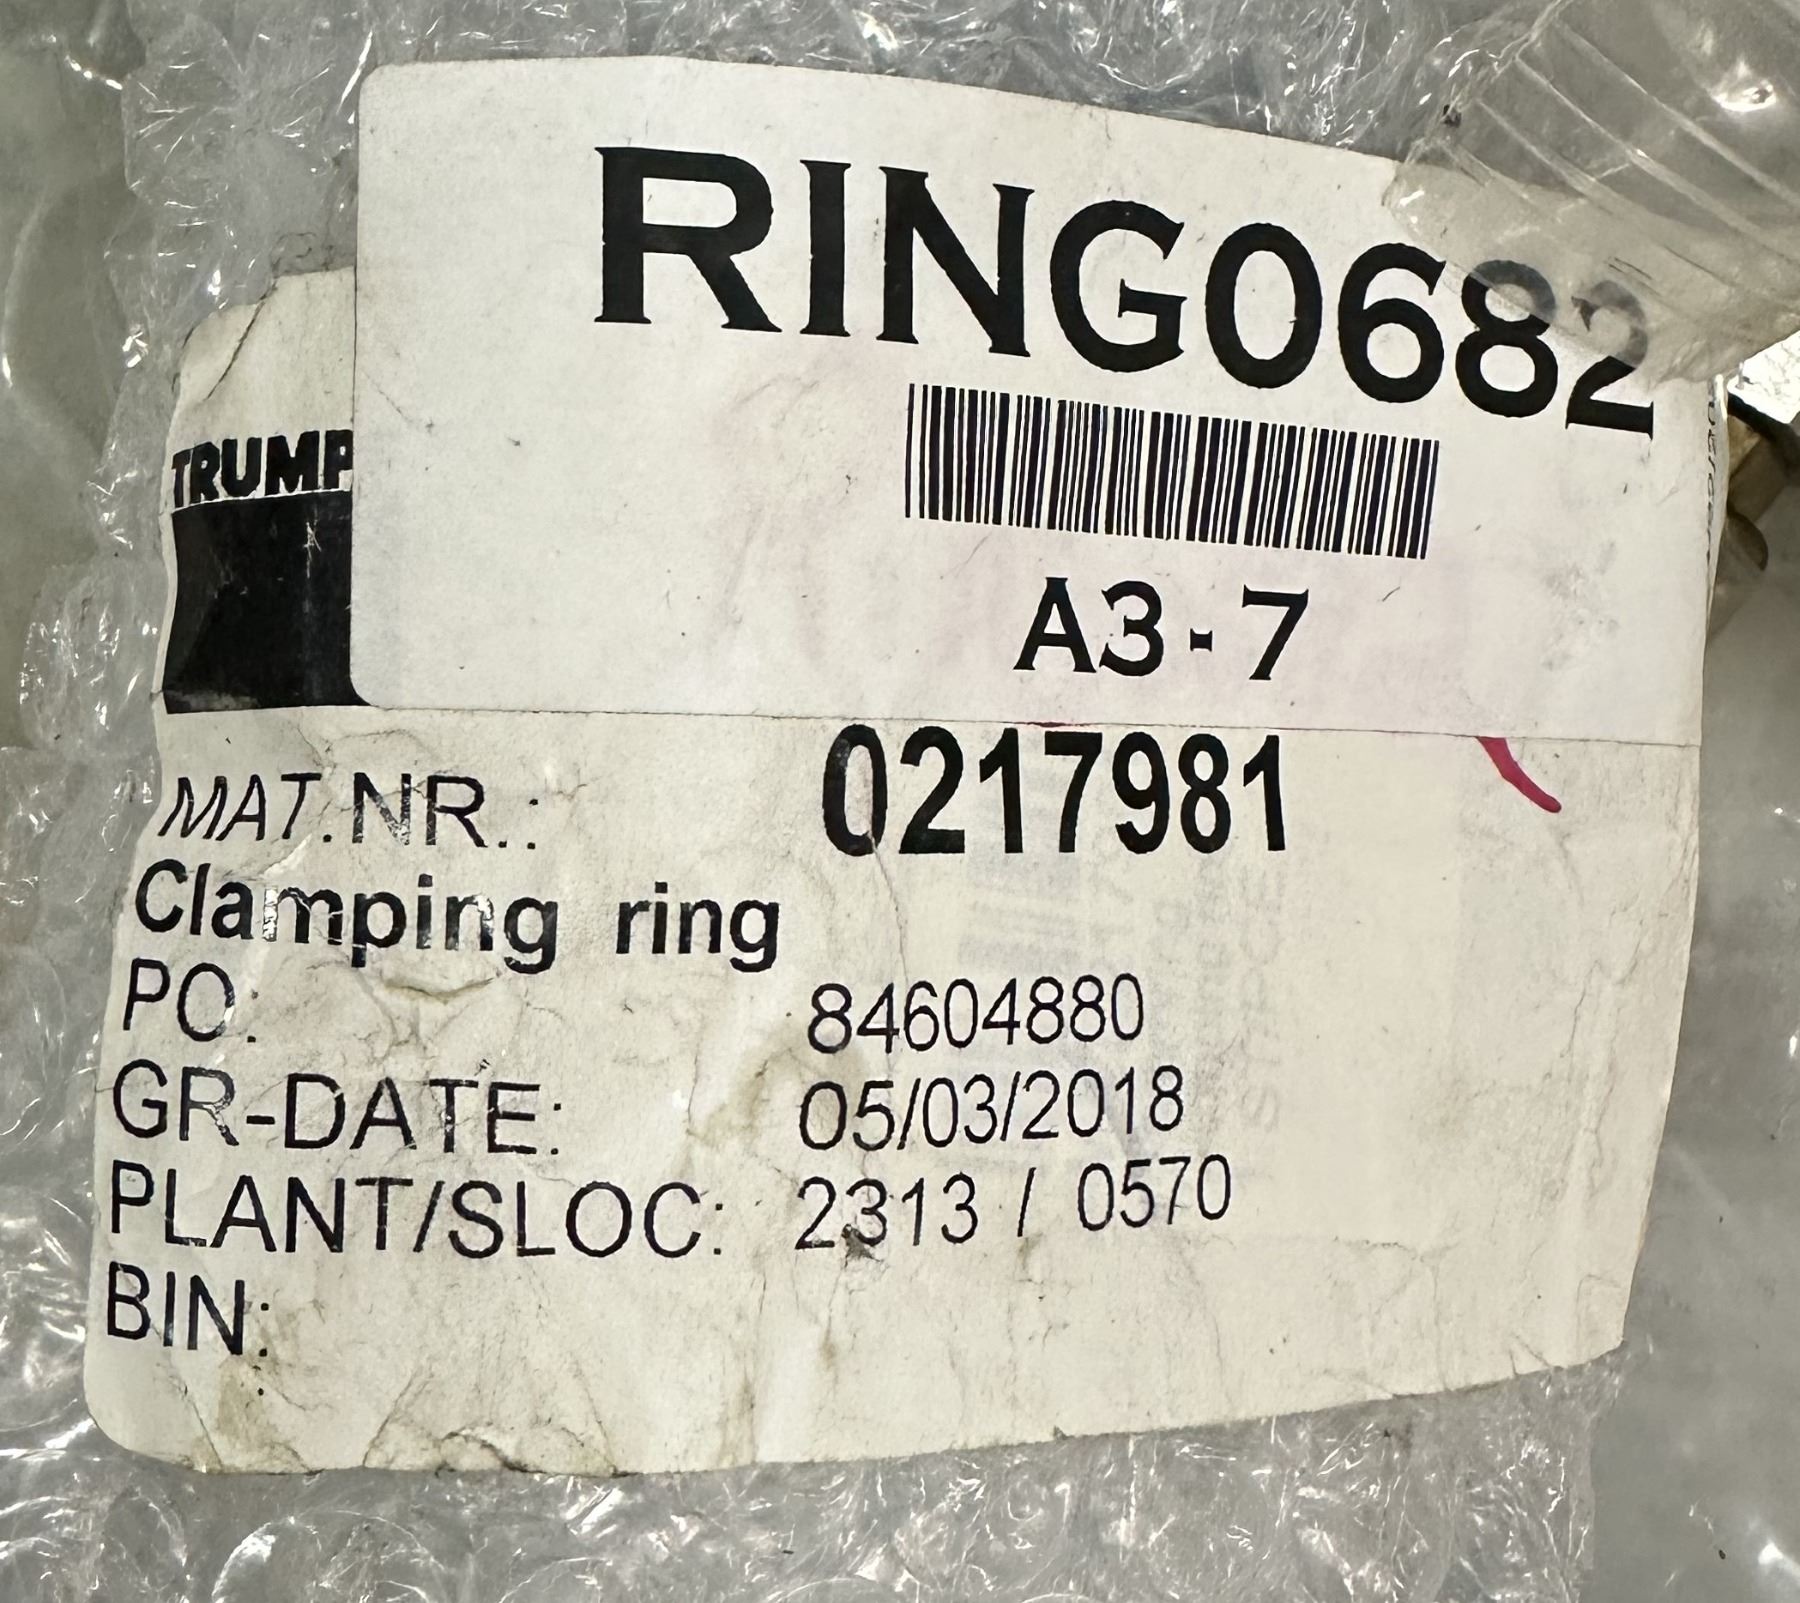 RING0682
TRUMP
A3-7
MAT.NR.: 0217981
Clamping ring
PO: 84604880
GR-DATE: 05/03/2018
PLANT/SLOC: 2313 / 0570
BIN: